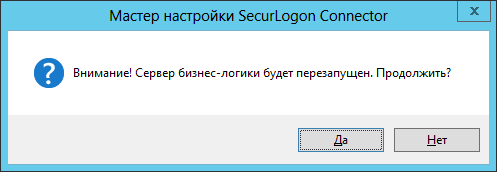 Мастер настройки SecurLogon Connector
x
Внимание! Сервер бизнес-логики будет перезапущен. Продолжить?
Да
Нет